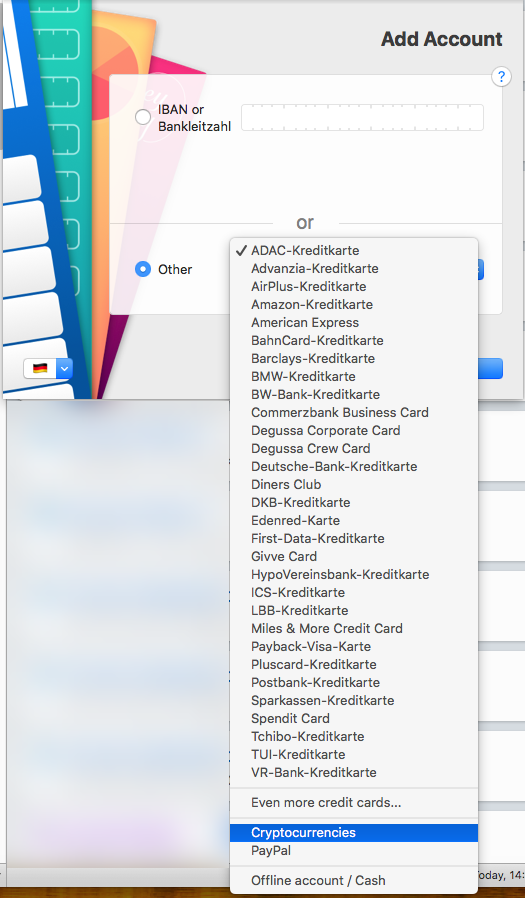 Add Account
?
IBAN or
Bankleitzahl
or
Other
✓ ADAC-Kreditkarte
Advanzia-Kreditkarte
AirPlus-Kreditkarte
Amazon-Kreditkarte
American Express
BahnCard-Kreditkarte
Barclays-Kreditkarte
BMW-Kreditkarte
BW-Bank-Kreditkarte
Commerzbank Business Card
Degussa Corporate Card
Degussa Crew Card
Deutsche-Bank-Kreditkarte
Diners Club
DKB-Kreditkarte
Edenred-Karte
First-Data-Kreditkarte
Givve Card
HypoVereinsbank-Kreditkarte
ICS-Kreditkarte
LBB-Kreditkarte
Miles & More Credit Card
Payback-Visa-Karte
Pluscard-Kreditkarte
Postbank-Kreditkarte
Sparkassen-Kreditkarte
Spendit Card
Tchibo-Kreditkarte
TUI-Kreditkarte
VR-Bank-Kreditkarte
Even more credit cards...
Cryptocurrencies
PayPal
Offline account / Cash
oday, 14: